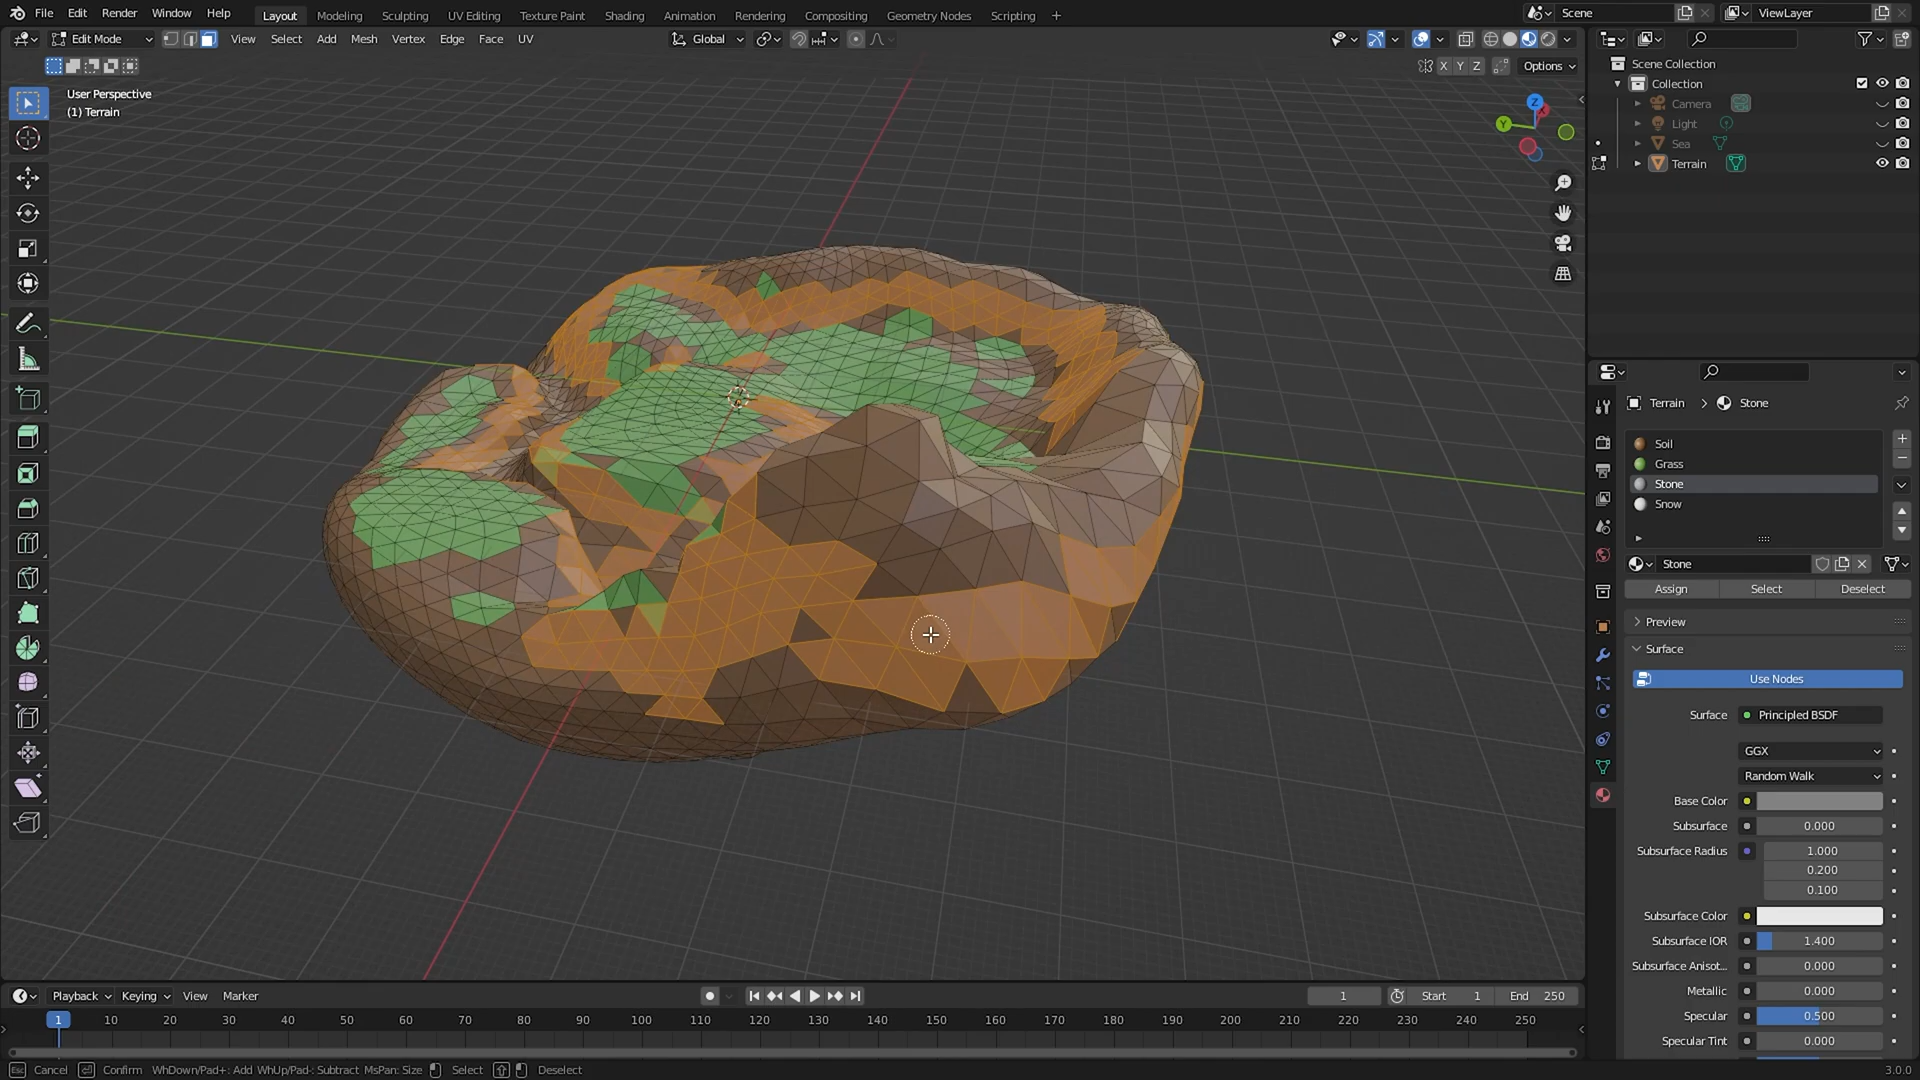 File Edit Render Window Help Layout Modeling Sculpting UV Editing Texture Paint Shading Animation Rendering Compositing Geometry Nodes Scripting + Scene ViewLayer
Edit Mode View Select Add Mesh Vertex Edge Face UV Global
X Y Z Options
User Perspective
(1) Terrain
Z
Y
Scene Collection
Collection
Camera
Light
Sea
Terrain
Terrain > Stone
Soil
Grass
Stone
Snow
Stone
Assign Select Deselect
Preview
Surface
Use Nodes
Surface Principled BSDF
GGX
Random Walk
Base Color
Subsurface 0.000
Subsurface Radius 1.000
0.200
0.100
Subsurface Color
Subsurface IOR 1.400
Subsurface Anisot... 0.000
Metallic 0.000
Specular 0.500
Specular Tint 0.000
Playback Keying View Marker 1 Start 1 End 250
1 10 20 30 40 50 60 70 80 90 100 110 120 130 140 150 160 170 180 190 200 210 220 230 240 250
Esc Cancel Confirm WhDown/Pad+: Add WhUp/Pad-: Subtract MsPan: Size Select Deselect 3.0.0